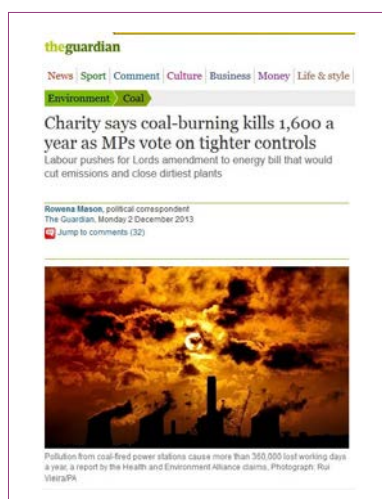 theguardian
News Sport Comment Culture Business Money Life & style
Environment Coal
Charity says coal-burning kills 1,600 a
year as MPs vote on tighter controls
Labour pushes for Lords amendment to energy bill that would
cut emissions and close dirtiest plants
Rowena Mason, political correspondent
The Guardian, Monday 2 December 2013
Jump to comments (32)
Pollution from coal-fired power stations cause more than 360,000 lost working days
a year, a report by the Health and Environment Alliance claims. Photograph: Rui
Vieira/PA